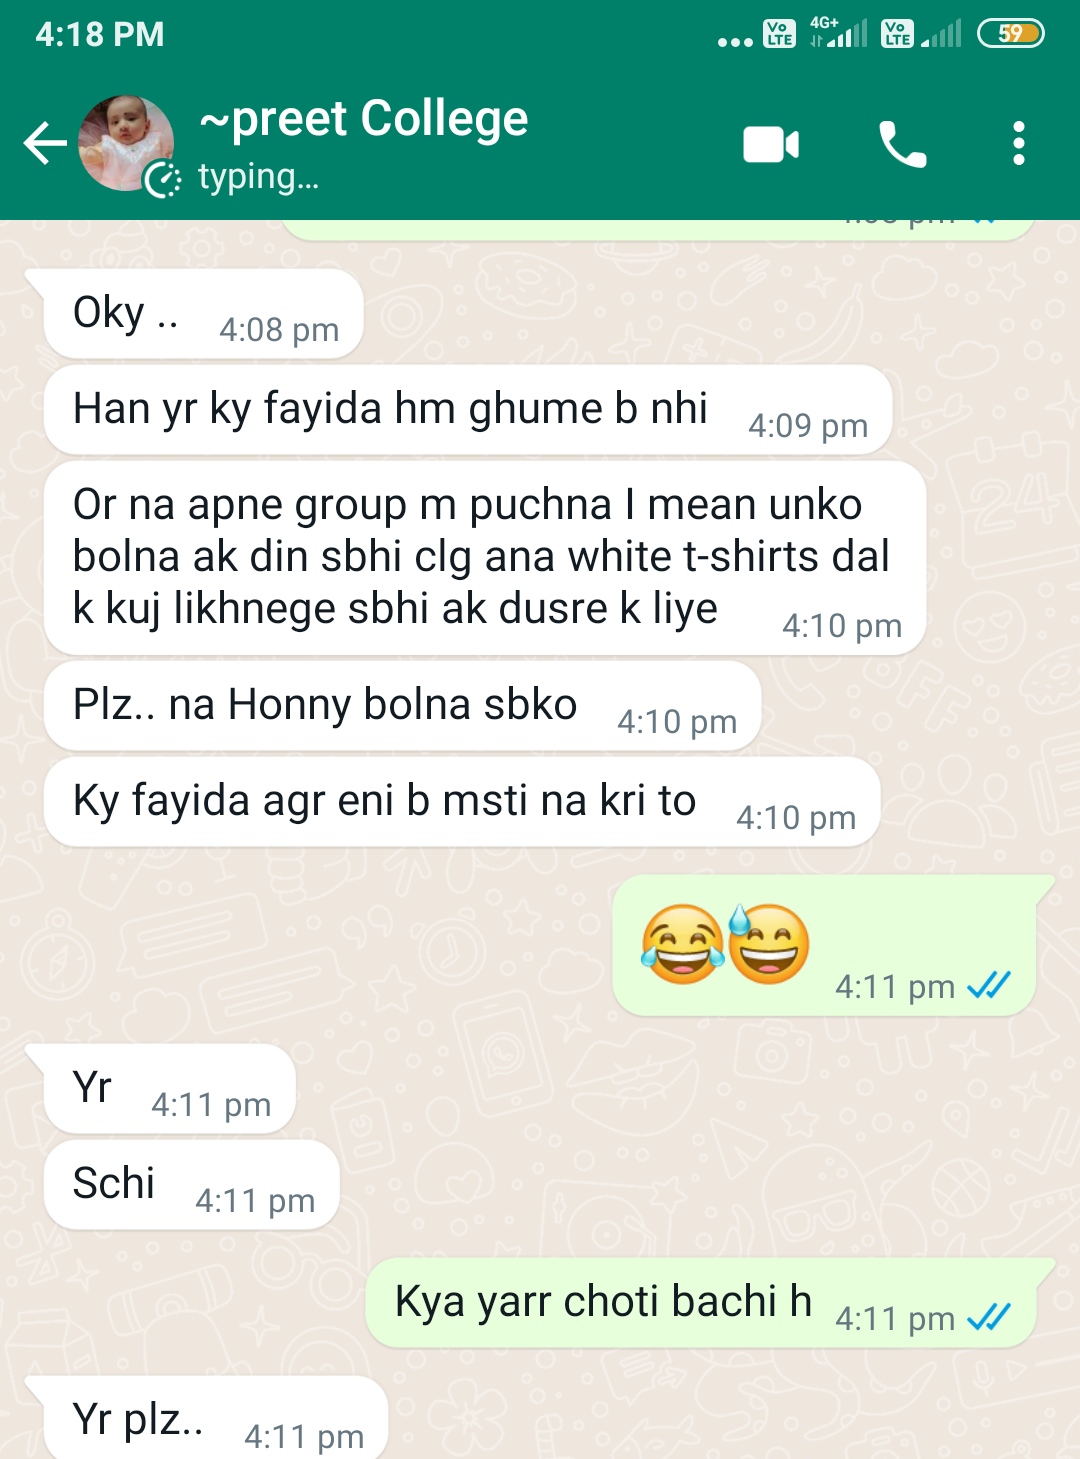 4:18 PM
Vo LTE 4G+ Vo LTE 59
~preet College
typing...
Oky .. 4:08 pm
Han yr ky fayida hm ghume b nhi 4:09 pm
Or na apne group m puchna I mean unko
bolna ak din sbhi clg ana white t-shirts dal
k kuj likhnege sbhi ak dusre k liye 4:10 pm
Plz.. na Honny bolna sbko 4:10 pm
Ky fayida agr eni b msti na kri to 4:10 pm
😂😅 4:11 pm
Yr 4:11 pm
Schi 4:11 pm
Kya yarr choti bachi h 4:11 pm
Yr plz.. 4:11 pm